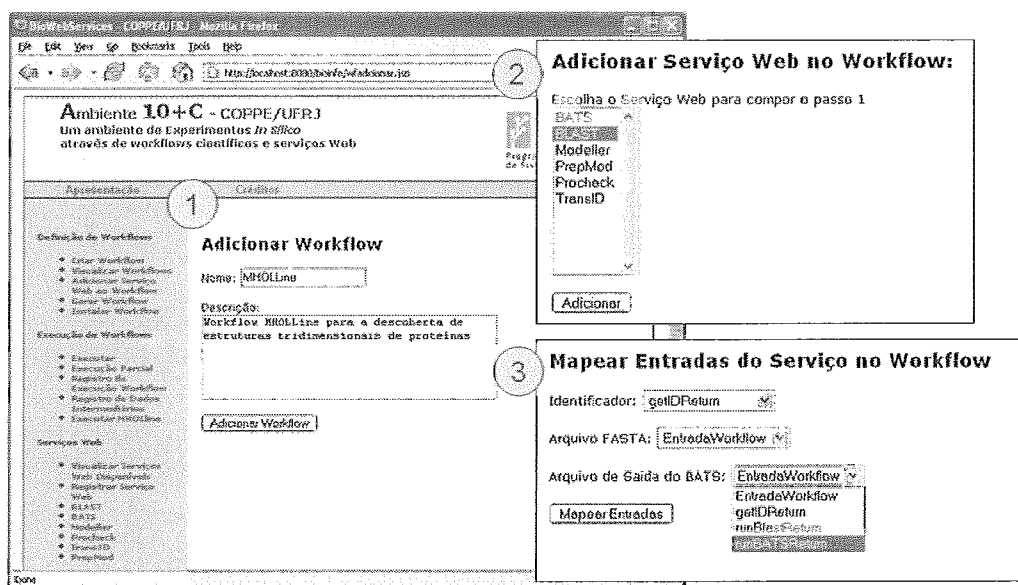 BioWebServices - COPPE/UFRJ - Mozilla Firefox
File Edit View Go Bookmarks Tools Help
http://localhost:8080/bioinfo/wfadicionar.jsp
Ambiente 10+C - COPPE/UFRJ
Um ambiente de Experimentos In Silico
através de workflows científicos e serviços Web
Apresentação
Créditos
1
Definição de Workflows
Criar Workflow
Visualizar Workflows
Adicionar Serviço
Web ao Workflow
Gerar Workflow
Instalar Workflow
Execução de Workflows
Executar
Execução Parcial
Registro de
Execução Workflow
Registro de Dados
Intermediários
Executar MHOLline
Serviços Web
Visualizar Serviços
Web Disponíveis
Registrar Serviço
Web
BLAST
BATS
Modeller
Procheck
TransID
PrepMod
Done
Adicionar Workflow
Nome: MHOLLine
Descrição:
Workflow MHOLLine para a descoberta de
estruturas tridimensionais de proteínas
Adicionar Workflow
2
Adicionar Serviço Web no Workflow:
Escolha o Serviço Web para compor o passo 1
BATS
BLAST
Modeller
PrepMod
Procheck
TransID
Adicionar
3
Mapear Entradas do Serviço no Workflow
Identificador: getIDReturn
Arquivo FASTA: EntradaWorkflow
Arquivo de Saída do BATS: EntradaWorkflow
EntradaWorkflow
getIDReturn
runBlastReturn
runBATSReturn
Mapear Entradas